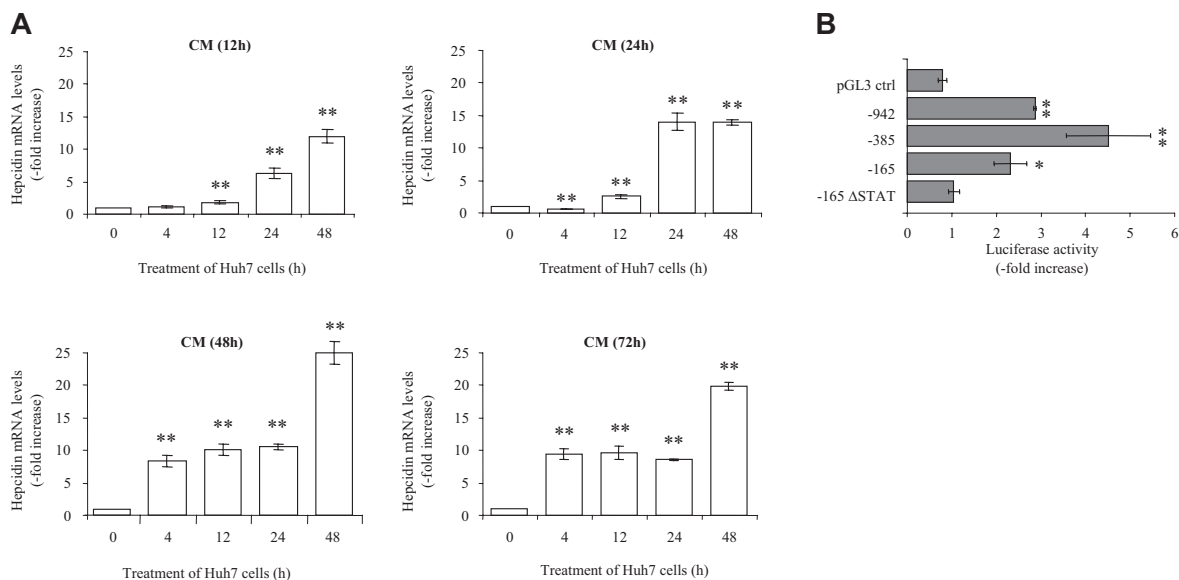 A
CM (12h)
Hepcidin mRNA levels
(-fold increase)
25
20
15
10
5
0
**
**
**
0 4 12 24 48
Treatment of Huh7 cells (h)
CM (24h)
Hepcidin mRNA levels
(-fold increase)
25
20
15
10
5
0
**
**
**
**
0 4 12 24 48
Treatment of Huh7 cells (h)
B
pGL3 ctrl
-942
**
-385
**
-165
*
-165 ΔSTAT
0 1 2 3 4 5 6
Luciferase activity
(-fold increase)
CM (48h)
Hepcidin mRNA levels
(-fold increase)
25
20
15
10
5
0
**
**
**
**
0 4 12 24 48
Treatment of Huh7 cells (h)
CM (72h)
Hepcidin mRNA levels
(-fold increase)
25
20
15
10
5
0
**
**
**
**
0 4 12 24 48
Treatment of Huh7 cells (h)